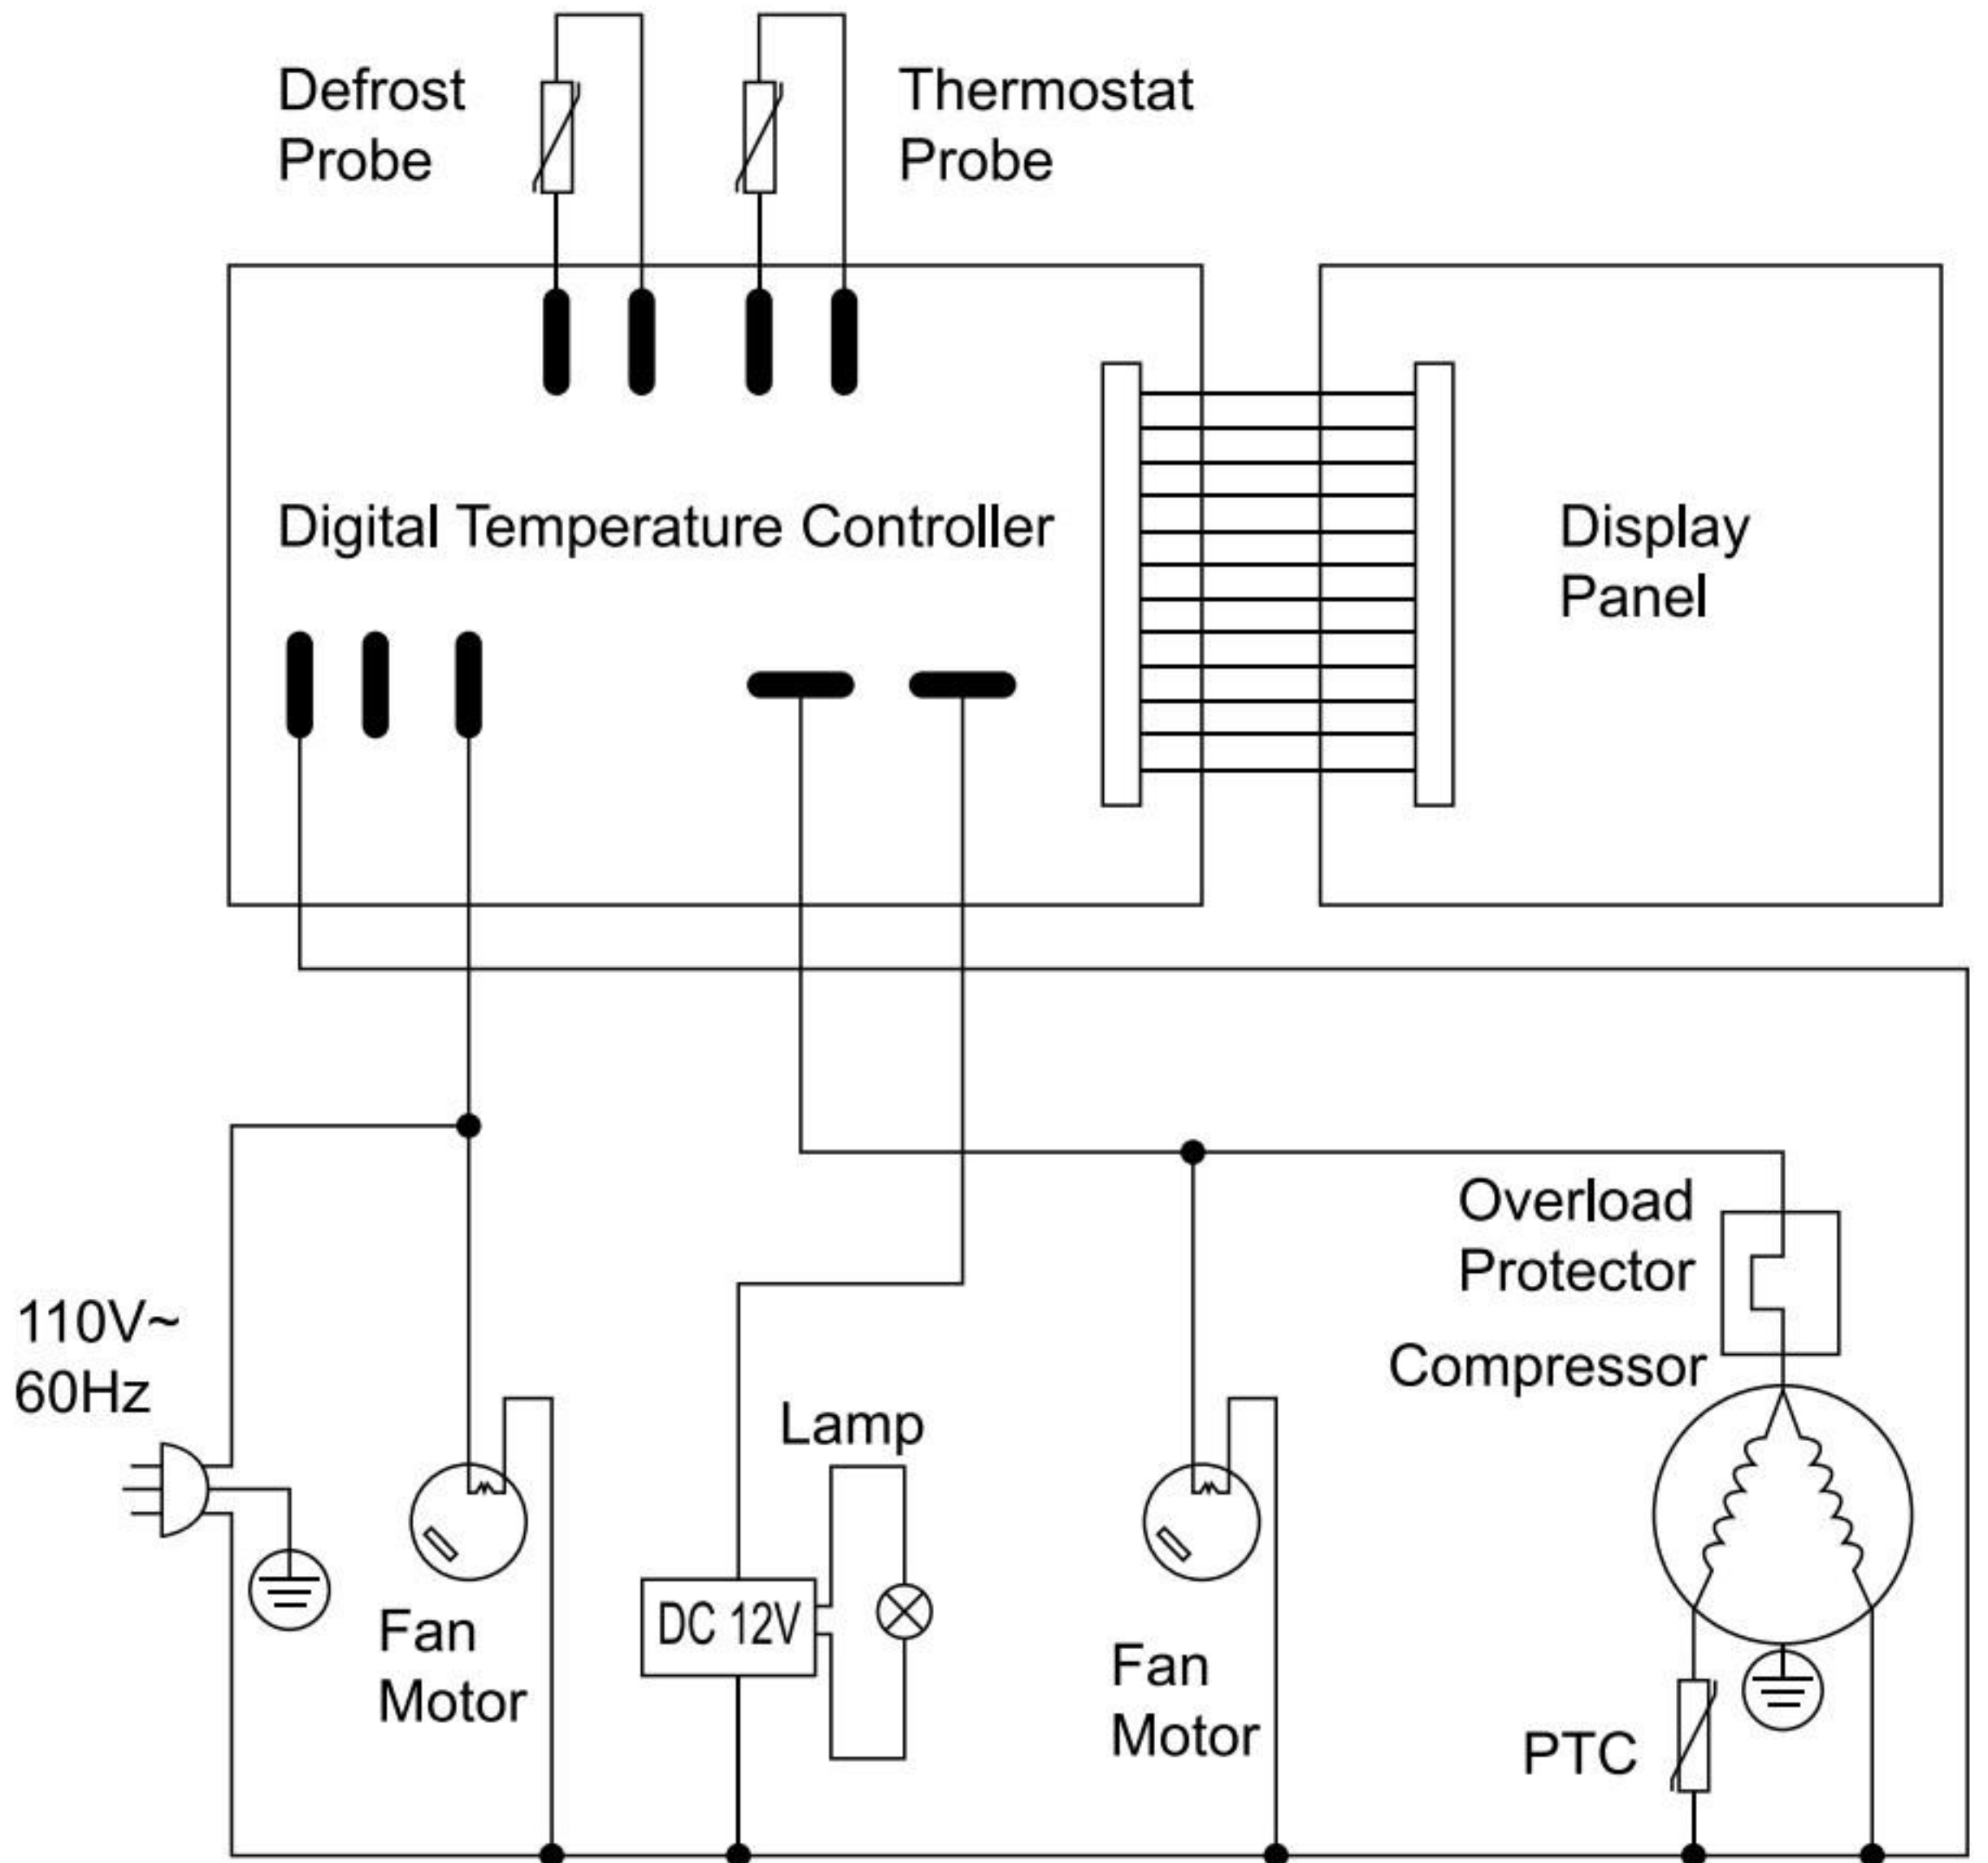 Defrost
Probe
Thermostat
Probe
Digital Temperature Controller
Display
Panel
Overload
Protector
Compressor
110V~
60Hz
Lamp
DC 12V
Fan
Motor
Fan
Motor
PTC